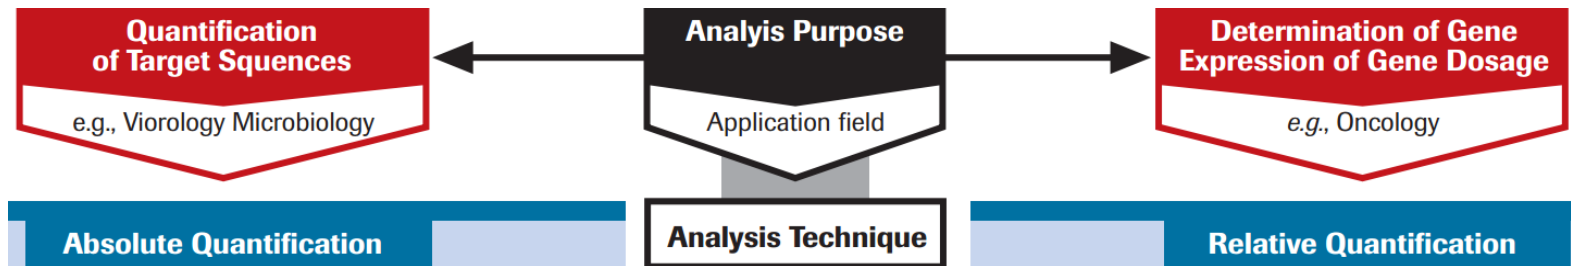 Quantification
of Target Squences
e.g., Viorology Microbiology
Analyis Purpose
Application field
Determination of Gene
Expression of Gene Dosage
e.g., Oncology
Absolute Quantification
Analysis Technique
Relative Quantification